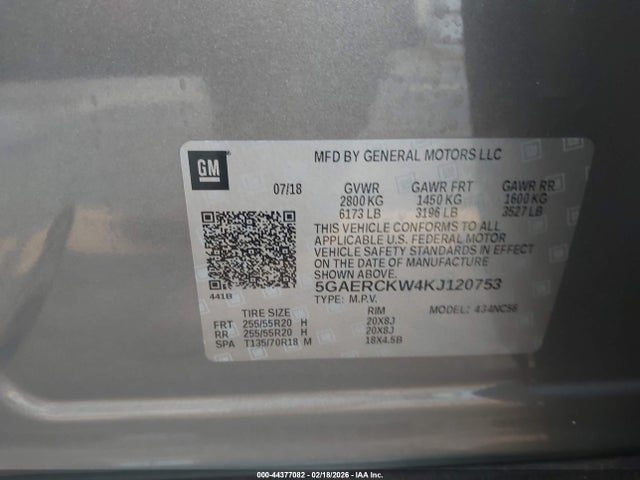 GM
MFD BY GENERAL MOTORS LLC
07/18 GVWR GAWR FRT GAWR RR
2800 KG 1450 KG 1600 KG
6173 LB 3196 LB 3527 LB
THIS VEHICLE CONFORMS TO ALL
APPLICABLE U.S. FEDERAL MOTOR
VEHICLE SAFETY STANDARDS IN EFFECT
ON THE DATE OF MANUFACTURE
SHOWN ABOVE.
441B
5GAERCKW4KJ120753
TYPE: M.P.V. MODEL: 434NC56
TIRE SIZE RIM
FRT 255/55R20 H 20X8J
RR 255/55R20 H 20X8J
SPA T135/70R18 M 18X4.5B
000-44377082 - 02/18/2026 - IAA Inc.